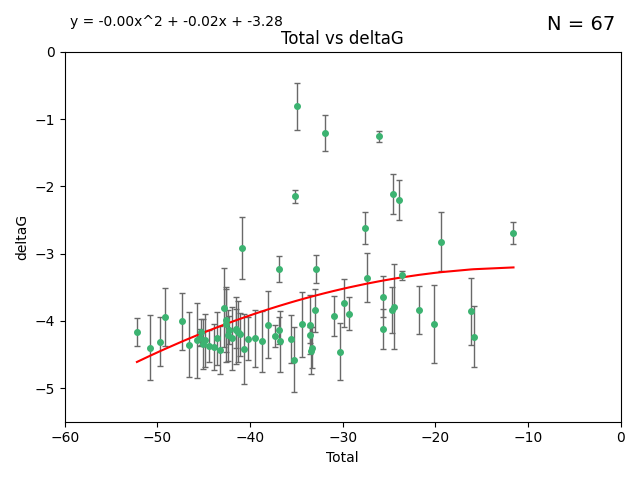 y = -0.00x^2 + -0.02x + -3.28
N = 67
Total vs deltaG
0
−1
−2
−3
−4
−5
deltaG
−60 −50 −40 −30 −20 −10 0
Total